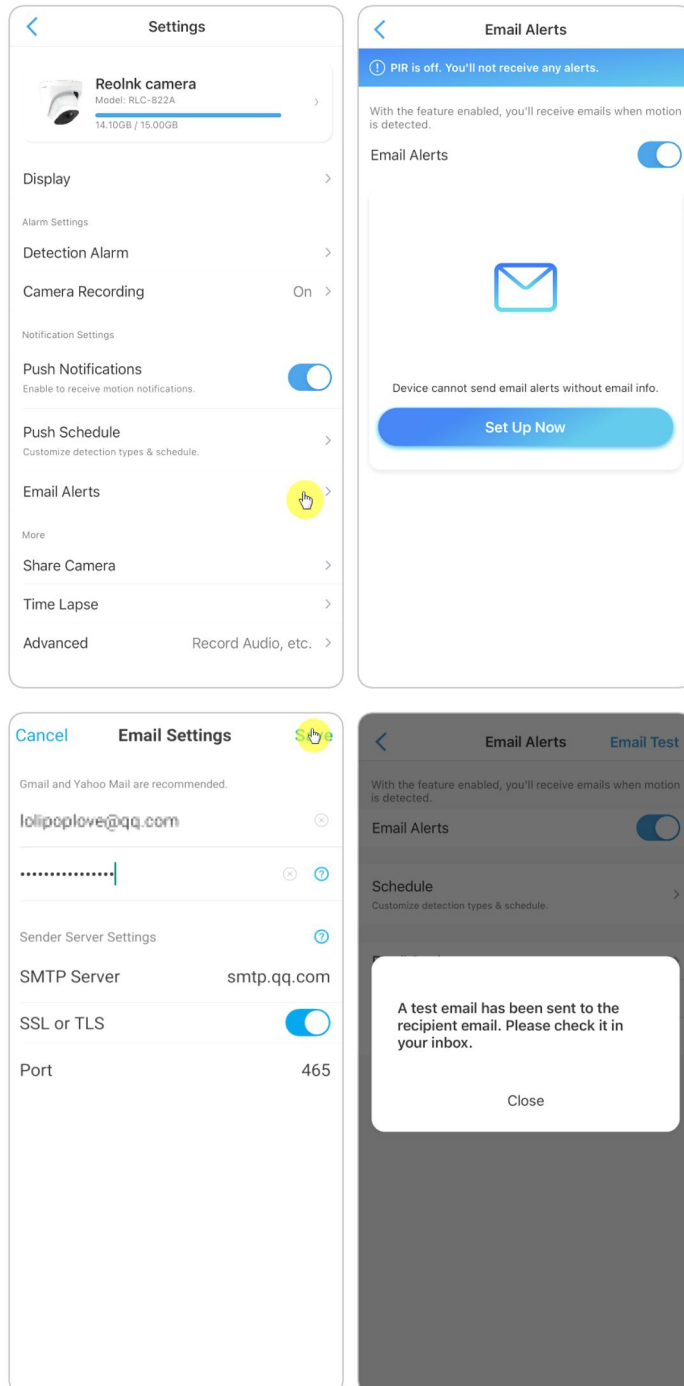 Settings
Reolnk camera
Model: RLC-822A
14.10GB / 15.00GB
Display
Alarm Settings
Detection Alarm
Camera Recording On
Notification Settings
Push Notifications
Enable to receive motion notifications.
Push Schedule
Customize detection types & schedule.
Email Alerts
More
Share Camera
Time Lapse
Advanced Record Audio, etc.
Email Alerts
PIR is off. You'll not receive any alerts.
With the feature enabled, you'll receive emails when motion
is detected.
Email Alerts
Device cannot send email alerts without email info.
Set Up Now
Cancel Email Settings
Gmail and Yahoo Mail are recommended.
Sender Server Settings
SMTP Server smtp.qq.com
SSL or TLS
Port 465
Email Alerts Email Test
With the feature enabled, you'll receive emails when motion
is detected.
Email Alerts
Schedule
Customize detection types & schedule.
A test email has been sent to the
recipient email. Please check it in
your inbox.
Close